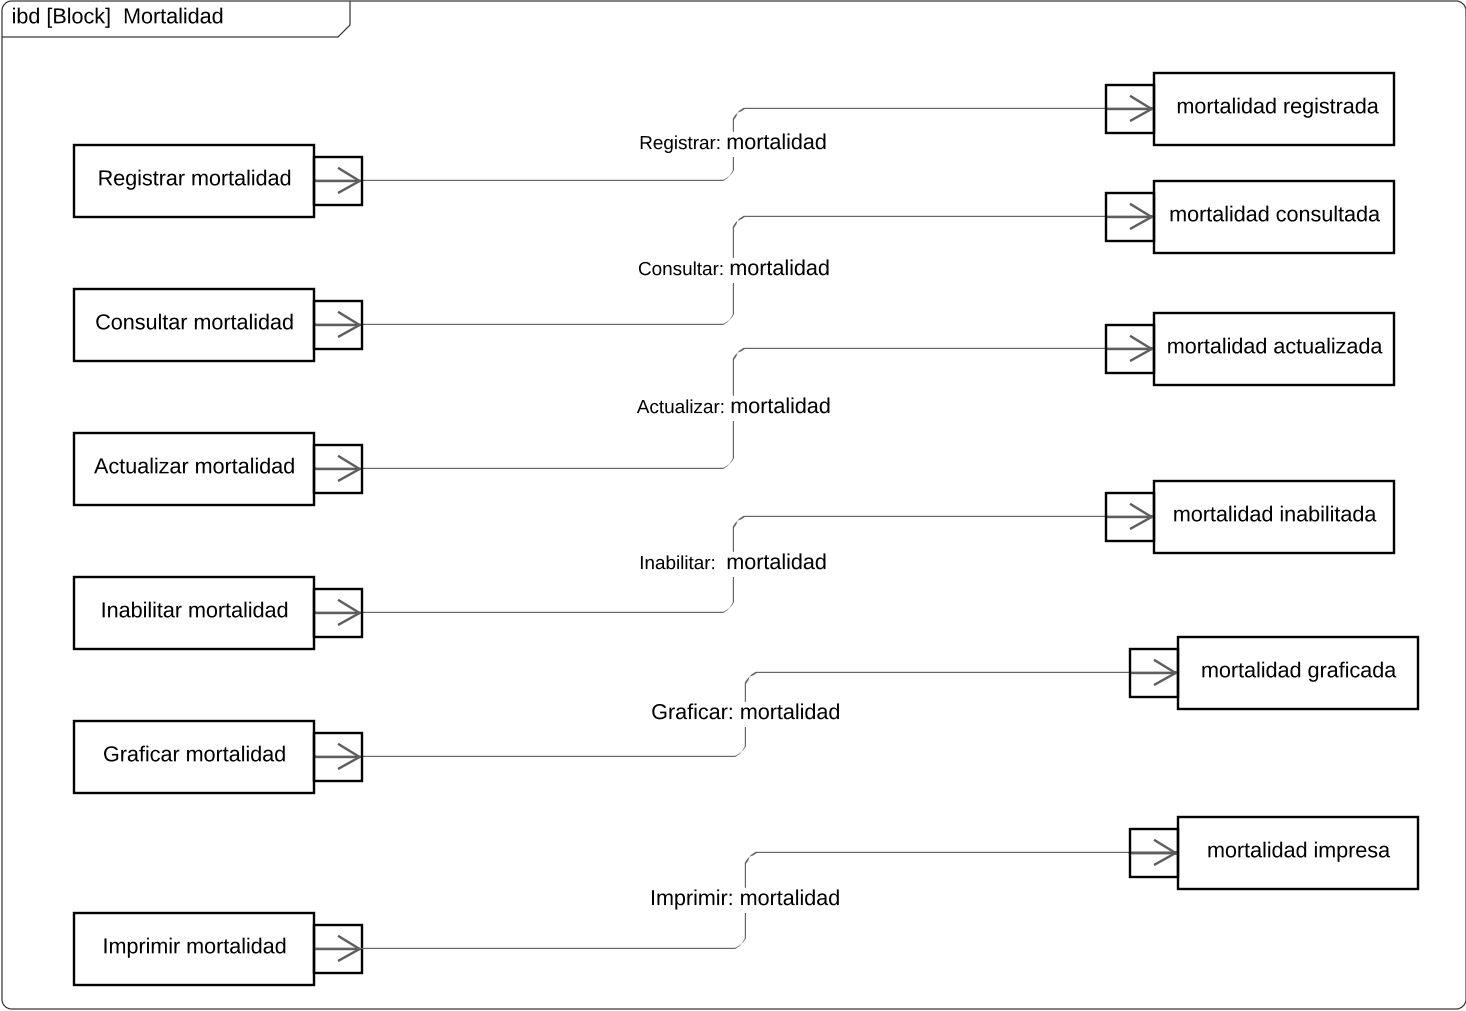 ibd [Block]  Mortalidad
mortalidad registrada
Registrar: mortalidad
Registrar mortalidad
mortalidad consultada
Consultar: mortalidad
Consultar mortalidad
mortalidad actualizada
Actualizar: mortalidad
Actualizar mortalidad
mortalidad inabilitada
Inabilitar:  mortalidad
Inabilitar mortalidad
mortalidad graficada
Graficar: mortalidad
Graficar mortalidad
mortalidad impresa
Imprimir: mortalidad
Imprimir mortalidad